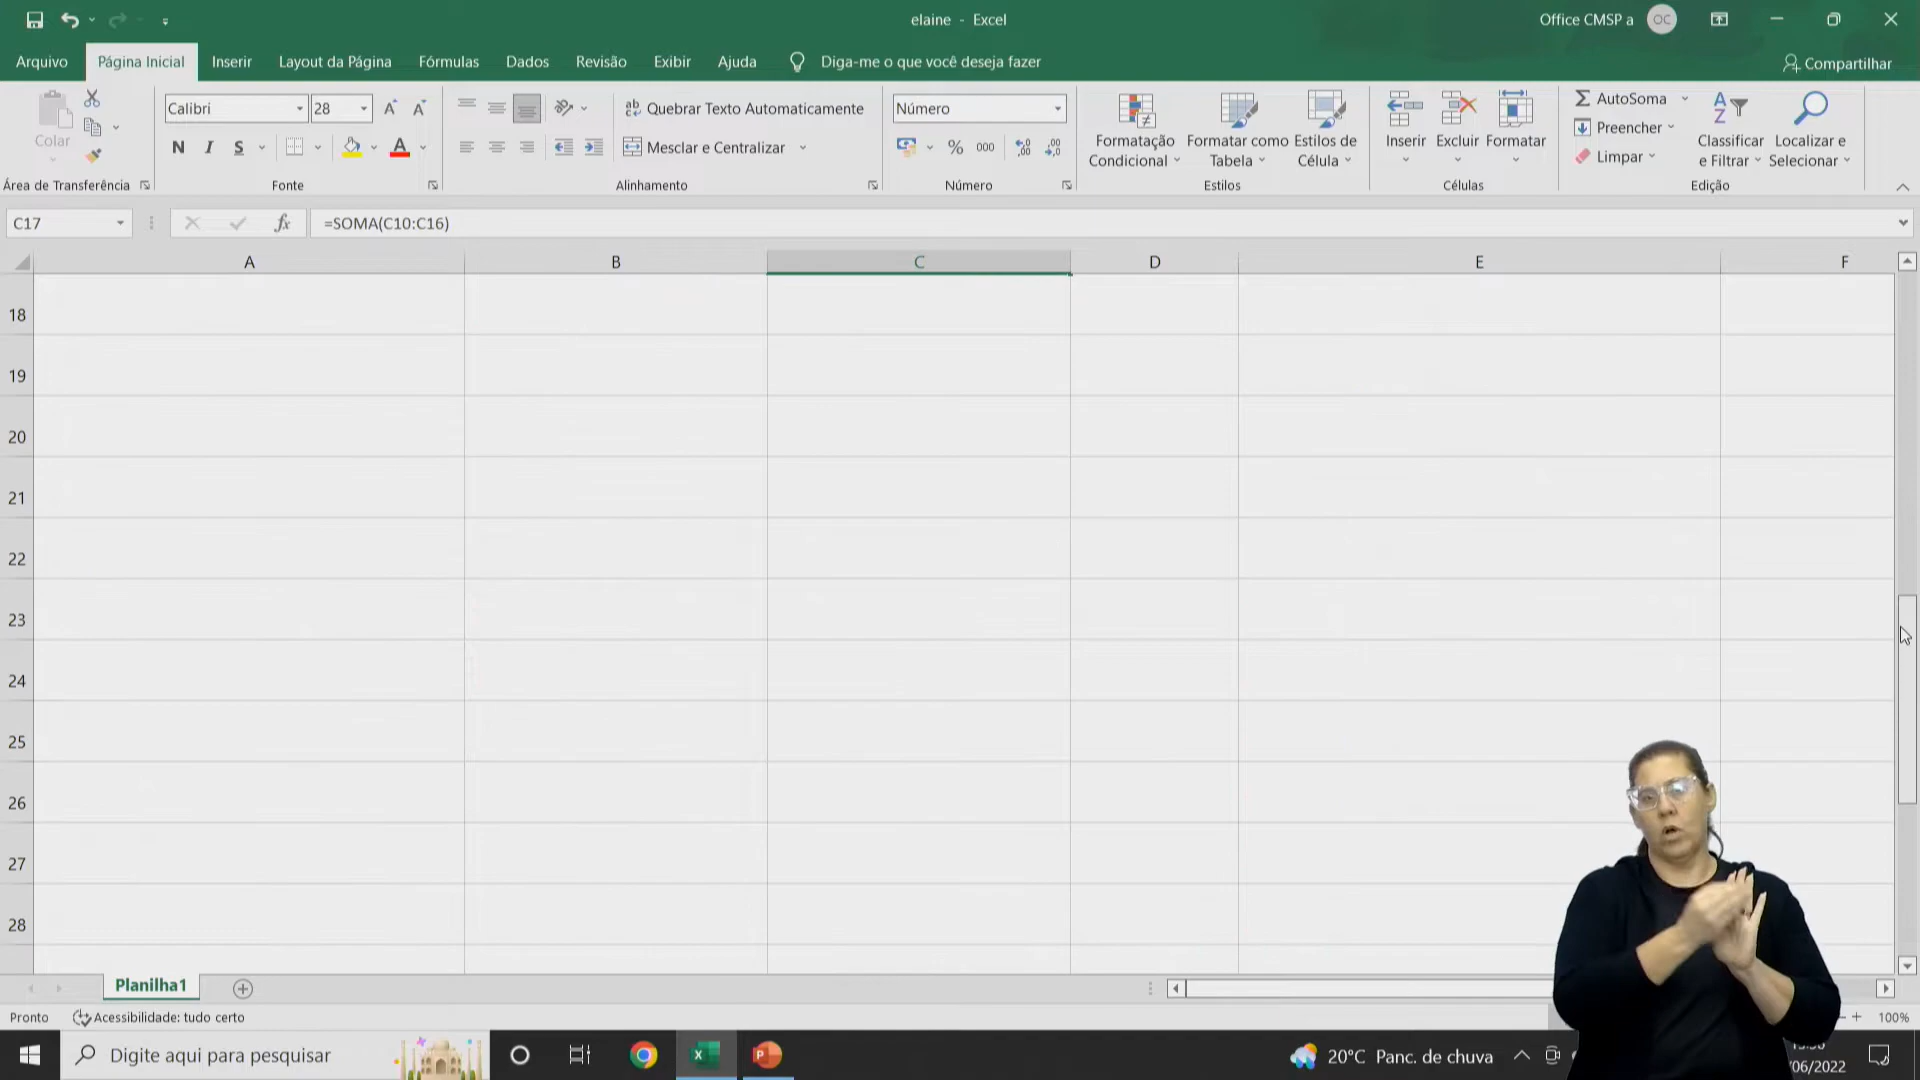 elaine - Excel
Office CMSP a
OC
Arquivo
Página Inicial
Inserir
Layout da Página
Fórmulas
Dados
Revisão
Exibir
Ajuda
Diga-me o que você deseja fazer
Compartilhar
Colar
Área de Transferência
Calibri
28
N I S
Fonte
Quebrar Texto Automaticamente
Mesclar e Centralizar
Alinhamento
Número
% 000
Número
Formatação Condicional
Formatar como Tabela
Estilos de Célula
Estilos
Inserir
Excluir
Formatar
Células
AutoSoma
Preencher
Limpar
Classificar e Filtrar
Localizar e Selecionar
Edição
C17
fx
=SOMA(C10:C16)
A B C D E F
18
19
20
21
22
23
24
25
26
27
28
Planilha1
Pronto
Acessibilidade: tudo certo
100%
Digite aqui para pesquisar
20°C Panc. de chuva
/06/2022